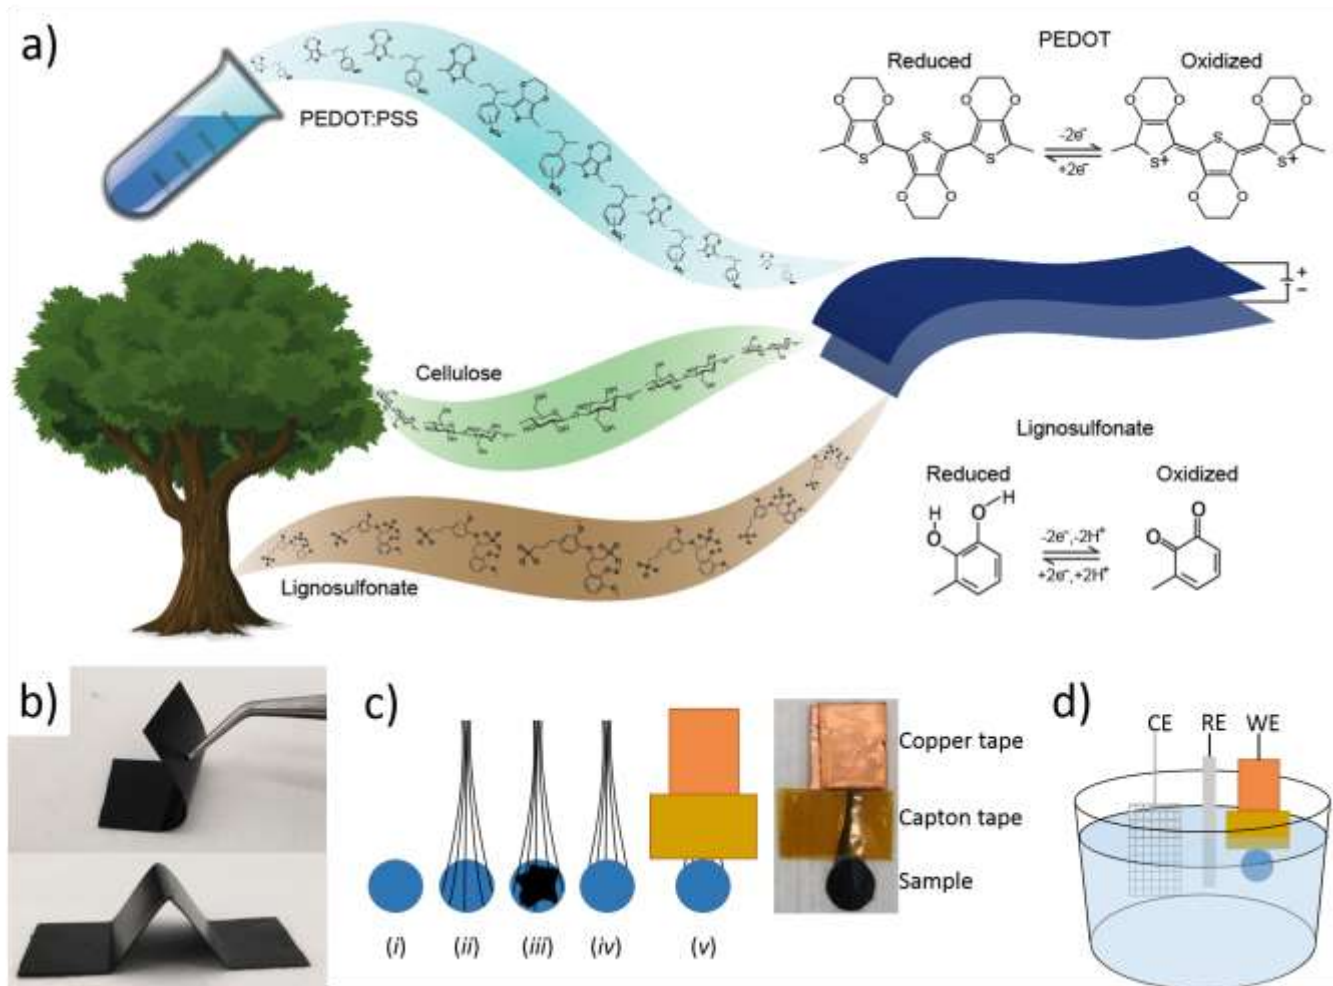 a)
PEDOT:PSS
PEDOT
Reduced
Oxidized
-2e⁻
+2e⁻
S
S
S
S+
S
S+
O
O
O
O
O
O
O
O
O
O
O
O
+
−
Cellulose
Lignosulfonate
Lignosulfonate
Reduced
Oxidized
H
O
H
O
-2e⁻,-2H⁺
+2e⁻,+2H⁺
O
O
b)
c)
(i)
(ii)
(iii)
(iv)
(v)
Copper tape
Capton tape
Sample
d)
CE
RE
WE